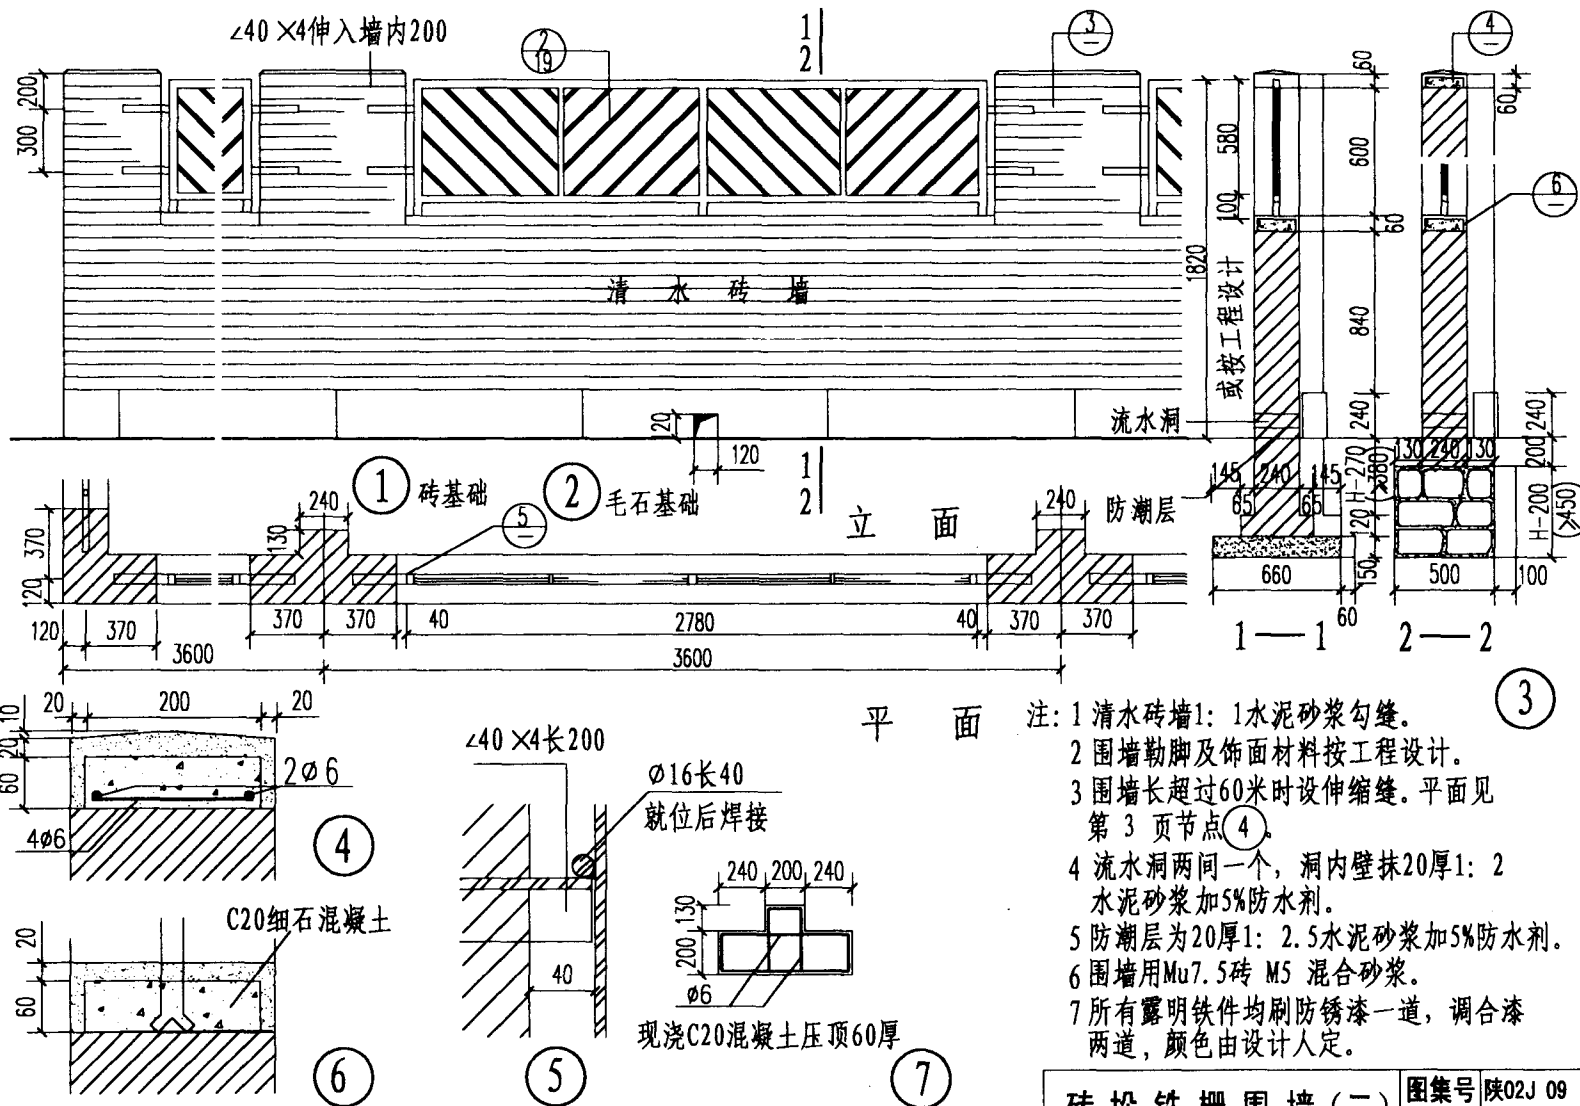 ∠40×4伸入墙内200
2
19
1
2
3
—
4
—
200
300
清 水 砖 墙
120
120
1
2
① 砖基础
② 毛石基础
立 面
5
—
240
240
130
370
120
120
370
370
370
40
2780
40
370
370
3600
3600
平 面
580
100
1820
或按工程设计
流水洞
防潮层
60
600
60
840
240
60
6
—
240
200
145
240
145
65
65
H-270
(≥380)
120
150
660
60
1—1
130
240
130
H-200
(≥450)
500
100
2—2
③
20
200
20
10
20
60
2Ø6
4Ø6
④
C20细石混凝土
20
60
⑥
∠40×4长200
Ø16长40
就位后焊接
40
⑤
240
200
240
130
200
Ø6
现浇C20混凝土压顶60厚
⑦
注: 1 清水砖墙1: 1水泥砂浆勾缝。
2 围墙勒脚及饰面材料按工程设计。
3 围墙长超过60米时设伸缩缝。平面见
第 3 页节点④。
4 流水洞两间一个, 洞内壁抹20厚1: 2
水泥砂浆加5%防水剂。
5 防潮层为20厚1: 2.5水泥砂浆加5%防水剂。
6 围墙用Mu7.5砖 M5 混合砂浆。
7 所有露明铁件均刷防锈漆一道, 调合漆
两道, 颜色由设计人定。
图集号 陕02J 09